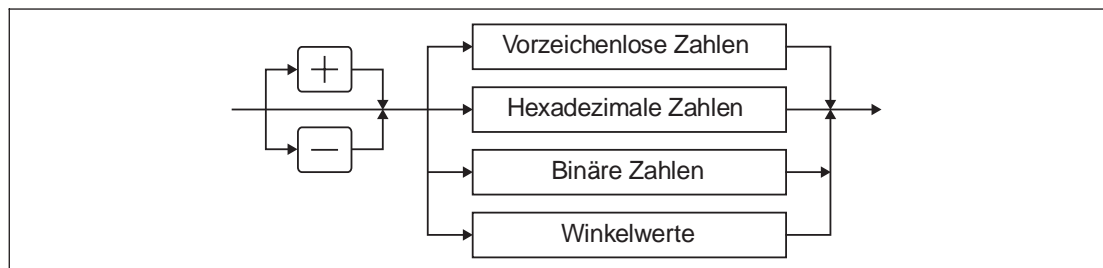 +
Vorzeichenlose Zahlen
Hexadezimale Zahlen
−
Binäre Zahlen
Winkelwerte